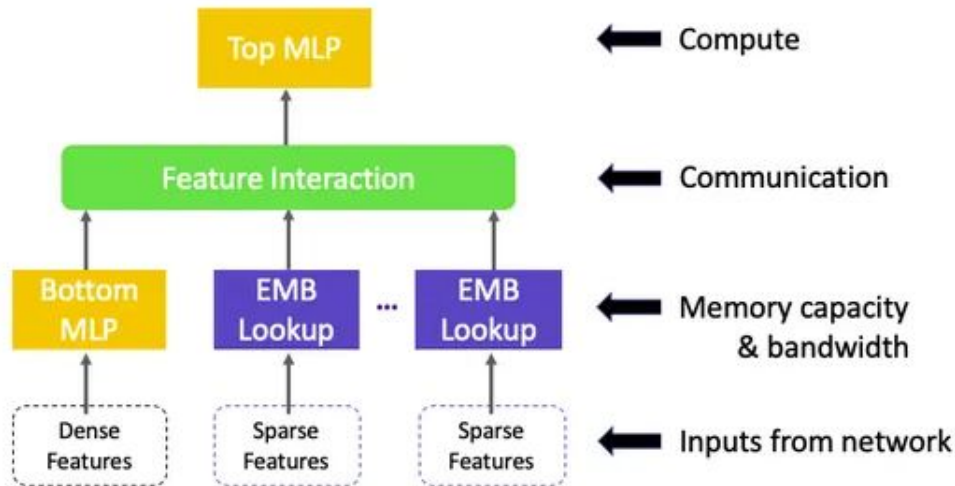 Top MLP
Compute
Feature Interaction
Communication
Bottom
MLP
EMB
Lookup
...
EMB
Lookup
Memory capacity
& bandwidth
Dense
Features
Sparse
Features
Sparse
Features
Inputs from network